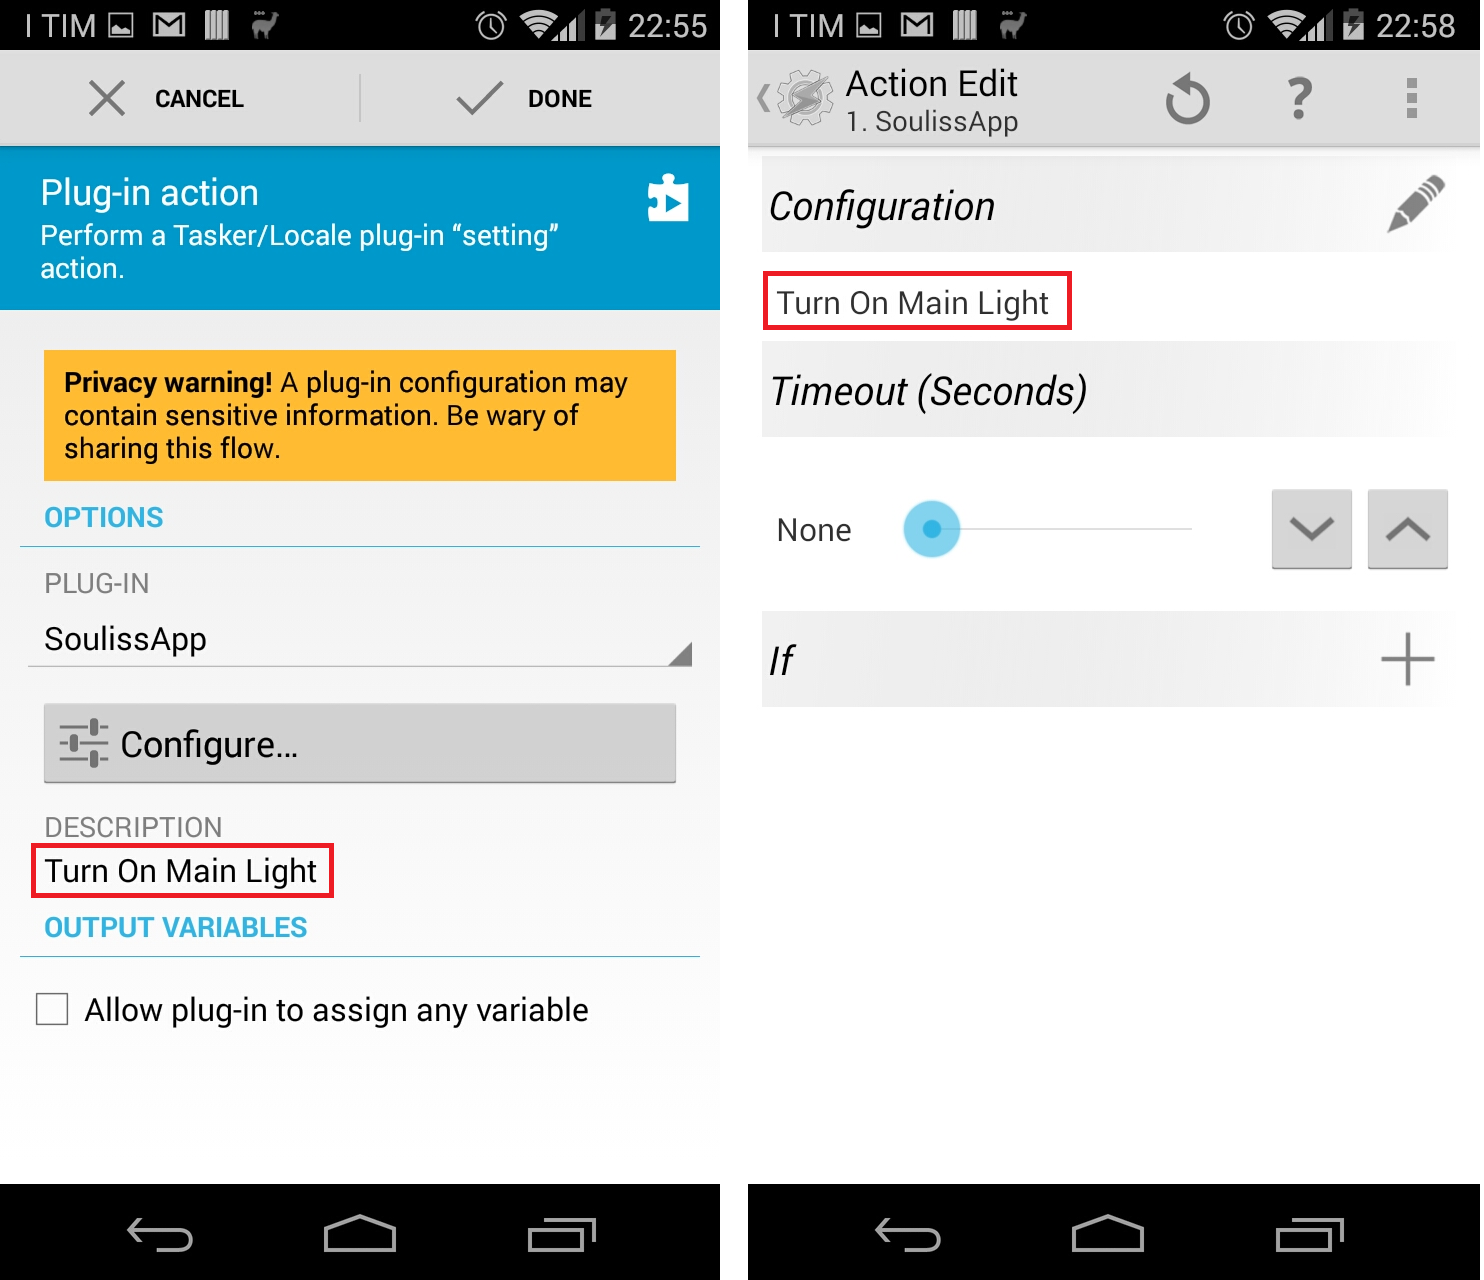 I TIM
22:55
CANCEL
DONE
Plug-in action
Perform a Tasker/Locale plug-in “setting”
action.
Privacy warning! A plug-in configuration may
contain sensitive information. Be wary of
sharing this flow.
OPTIONS
PLUG-IN
SoulissApp
Configure...
DESCRIPTION
Turn On Main Light
OUTPUT VARIABLES
Allow plug-in to assign any variable
I TIM
22:58
Action Edit
1. SoulissApp
?
Configuration
Turn On Main Light
Timeout (Seconds)
None
If